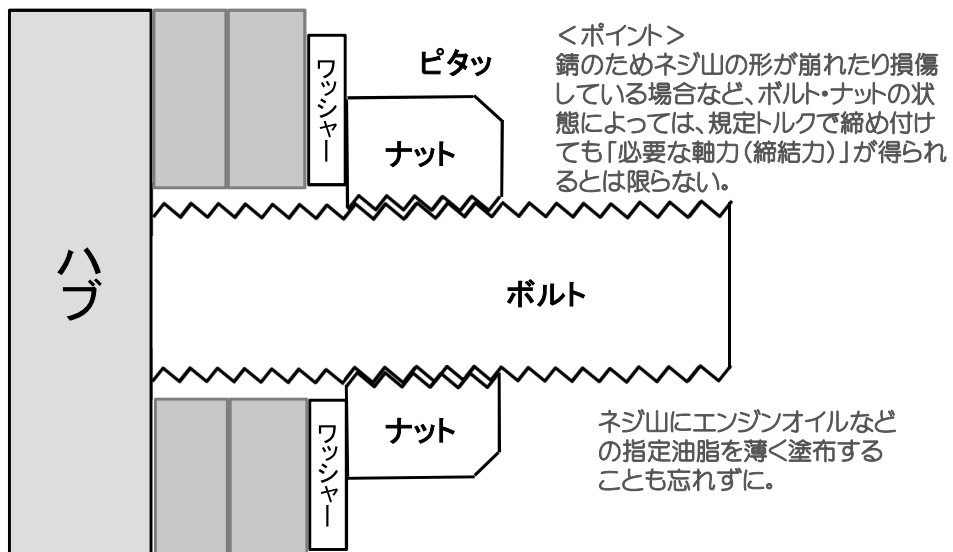 ＜ポイント＞
錆のためネジ山の形が崩れたり損傷
している場合など、ボルト・ナットの状
態によっては、規定トルクで締め付け
ても「必要な軸力（締結力）」が得られ
るとは限らない。
ピタッ
ワッシャー
ナット
ハブ
ボルト
ワッシャー
ナット
ネジ山にエンジンオイルなど
の指定油脂を薄く塗布する
ことも忘れずに。